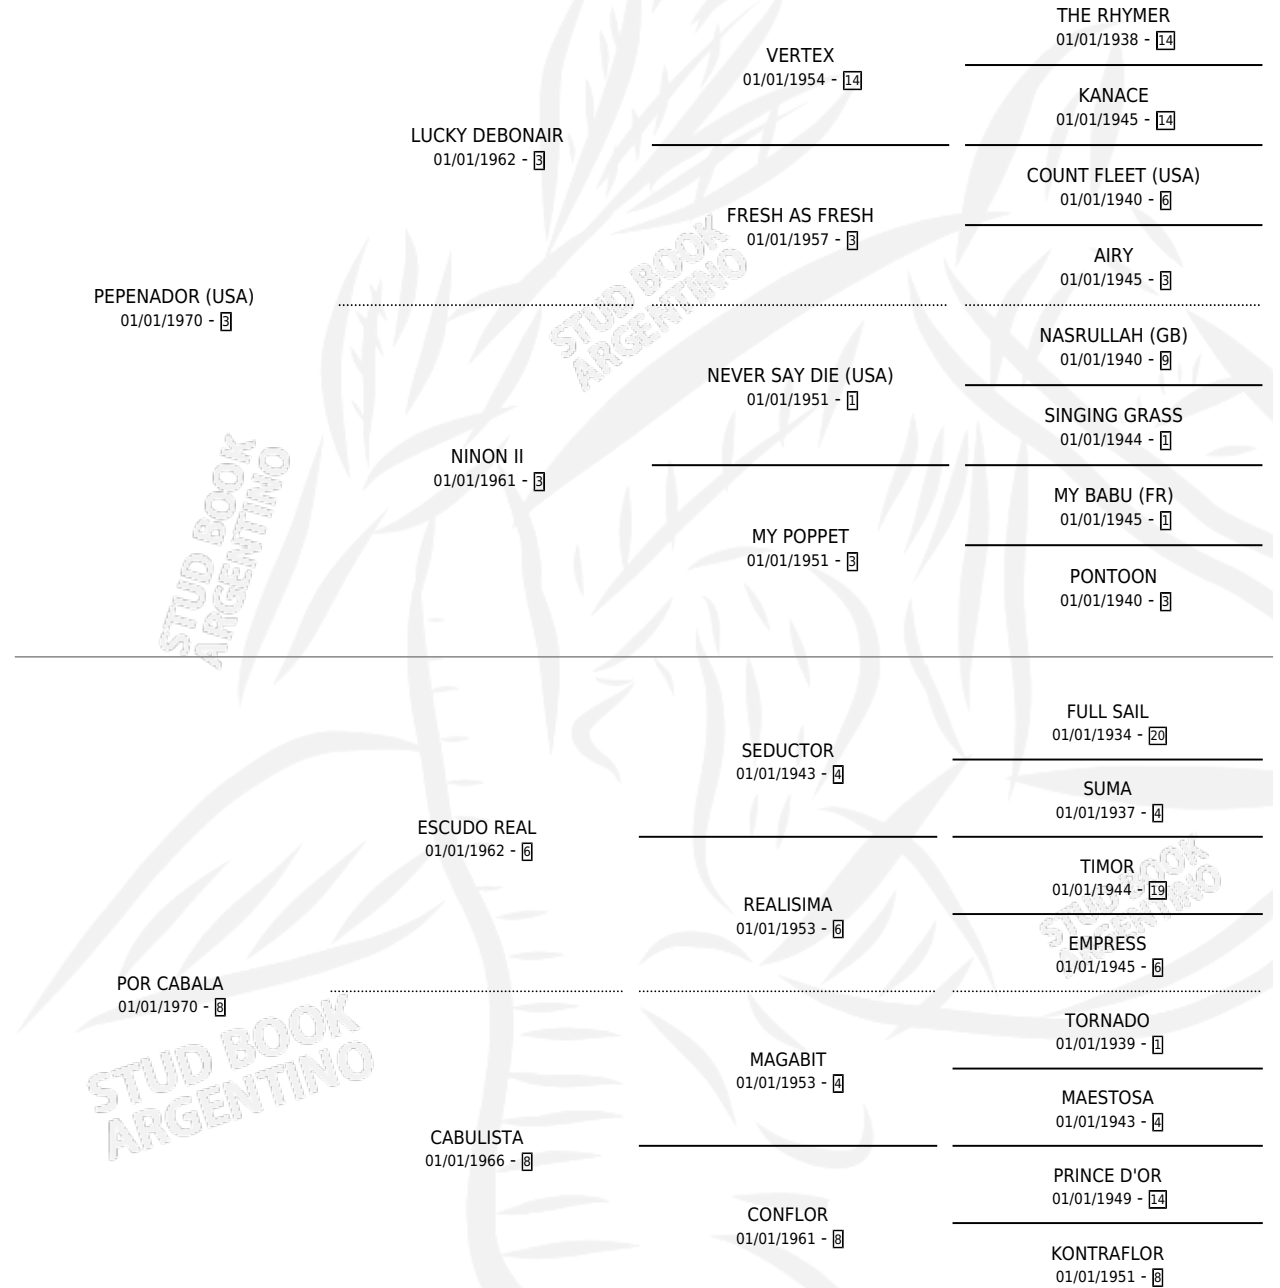 THE RHYMER
01/01/1938 - 14
VERTEX
01/01/1954 - 14
KANACE
01/01/1945 - 14
LUCKY DEBONAIR
01/01/1962 - 3
COUNT FLEET (USA)
01/01/1940 - 6
FRESH AS FRESH
01/01/1957 - 3
AIRY
01/01/1945 - 3
PEPENADOR (USA)
01/01/1970 - 3
NASRULLAH (GB)
01/01/1940 - 9
NEVER SAY DIE (USA)
01/01/1951 - 1
SINGING GRASS
01/01/1944 - 1
NINON II
01/01/1961 - 3
MY BABU (FR)
01/01/1945 - 1
MY POPPET
01/01/1951 - 3
PONTOON
01/01/1940 - 3
STUD BOOK
ARGENTINO
STUD BOOK
ARGENTINO
FULL SAIL
01/01/1934 - 20
SEDUCTOR
01/01/1943 - 4
SUMA
01/01/1937 - 4
ESCUDO REAL
01/01/1962 - 6
TIMOR
01/01/1944 - 19
REALISIMA
01/01/1953 - 6
EMPRESS
01/01/1945 - 6
POR CABALA
01/01/1970 - 8
TORNADO
01/01/1939 - 1
MAGABIT
01/01/1953 - 4
MAESTOSA
01/01/1943 - 4
CABULISTA
01/01/1966 - 8
PRINCE D'OR
01/01/1949 - 14
CONFLOR
01/01/1961 - 8
KONTRAFLOR
01/01/1951 - 8
STUD BOOK
ARGENTINO
STUD BOOK
ARGENTINO